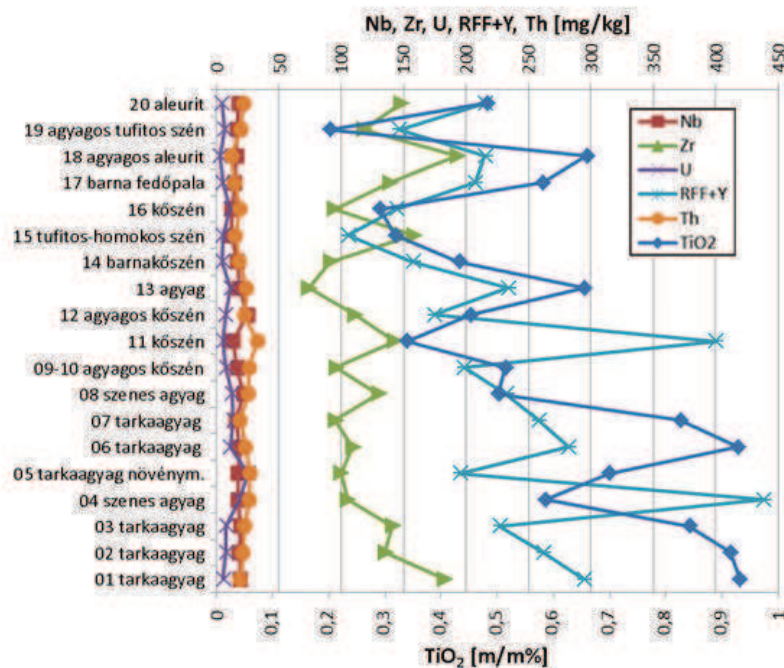 Nb, Zr, U, RFF+Y, Th [mg/kg]
0 50 100 150 200 250 300 350 400 450
20 aleurit
19 agyagos tufitos szén
18 agyagos aleurit
17 barna fedőpala
16 kőszén
15 tufitos-homokos szén
14 barnakőszén
13 agyag
12 agyagos kőszén
11 kőszén
09-10 agyagos kőszén
08 szenes agyag
07 tarkaagyag
06 tarkaagyag
05 tarkaagyag növénym.
04 szenes agyag
03 tarkaagyag
02 tarkaagyag
01 tarkaagyag
Nb
Zr
U
RFF+Y
Th
TiO2
0 0,1 0,2 0,3 0,4 0,5 0,6 0,7 0,8 0,9 1
TiO2 [m/m%]